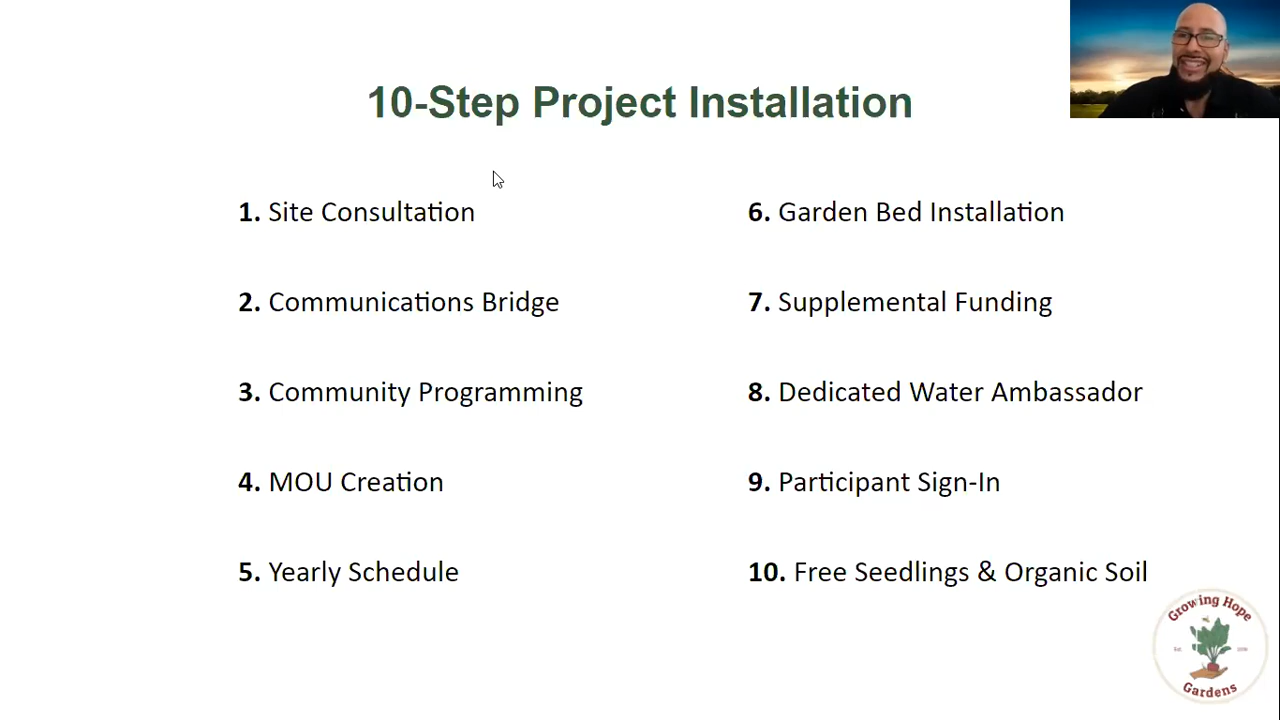 10-Step Project Installation
1. Site Consultation
2. Communications Bridge
3. Community Programming
4. MOU Creation
5. Yearly Schedule
6. Garden Bed Installation
7. Supplemental Funding
8. Dedicated Water Ambassador
9. Participant Sign-In
10. Free Seedlings & Organic Soil
Growing Hope
Gardens